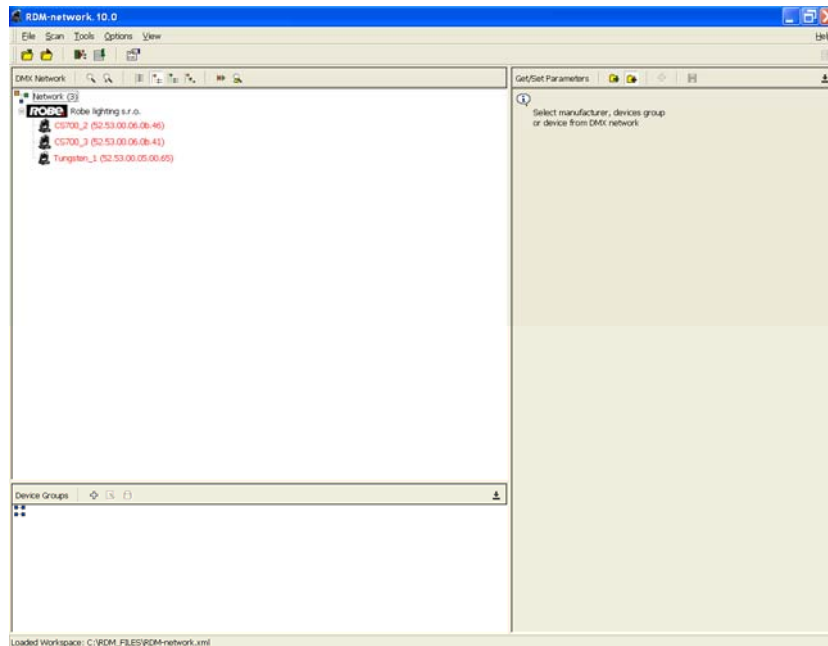 RDM-network. 10.0
File Scan Tools Options View
DMX Network
Network (3)
ROBE Robe lighting s.r.o.
CS700_2 (52.53.00.06.0b.46)
CS700_3 (52.53.00.06.0b.41)
Tungsten_1 (52.53.00.05.00.65)
Get/Set Parameters
Select manufacturer, devices group
or device from DMX network
Device Groups
Loaded Workspace: C:\RDM_FILES\RDM-network.xml